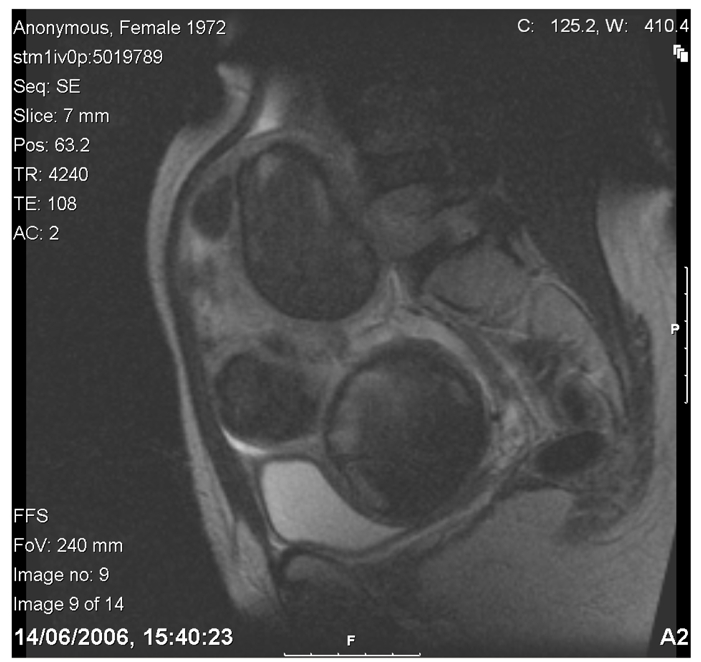 Anonymous, Female 1972
C: 125.2, W: 410.4
stm1iv0p:5019789
Seq: SE
Slice: 7 mm
Pos: 63.2
TR: 4240
TE: 108
AC: 2
P
FFS
FoV: 240 mm
Image no: 9
Image 9 of 14
14/06/2006, 15:40:23
F
A2